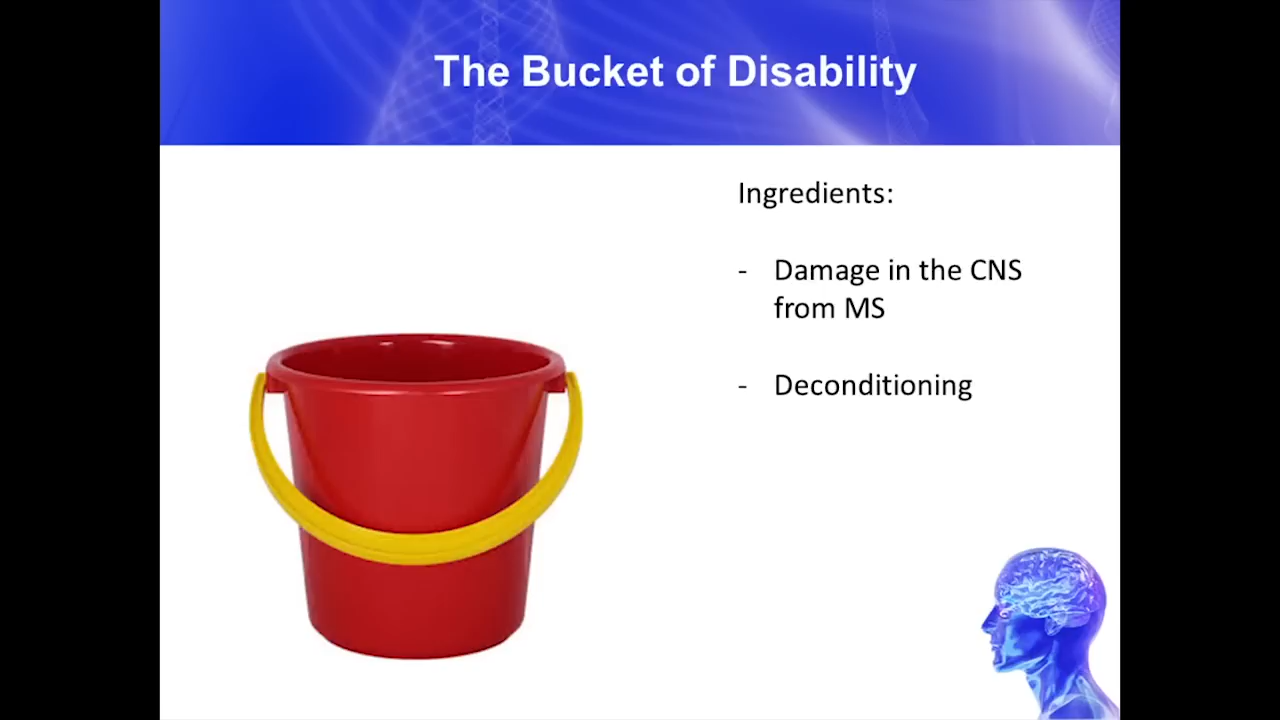 The Bucket of Disability
Ingredients:
- Damage in the CNS
from MS
- Deconditioning